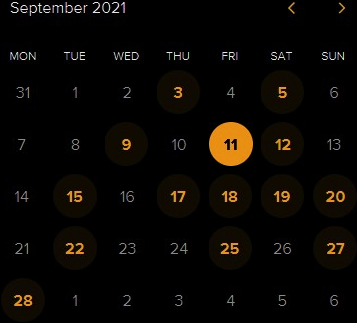 September 2021
MON TUE WED THU FRI SAT SUN
31 1 2 3 4 5 6
7 8 9 10 11 12 13
14 15 16 17 18 19 20
21 22 23 24 25 26 27
28 1 2 3 4 5 6